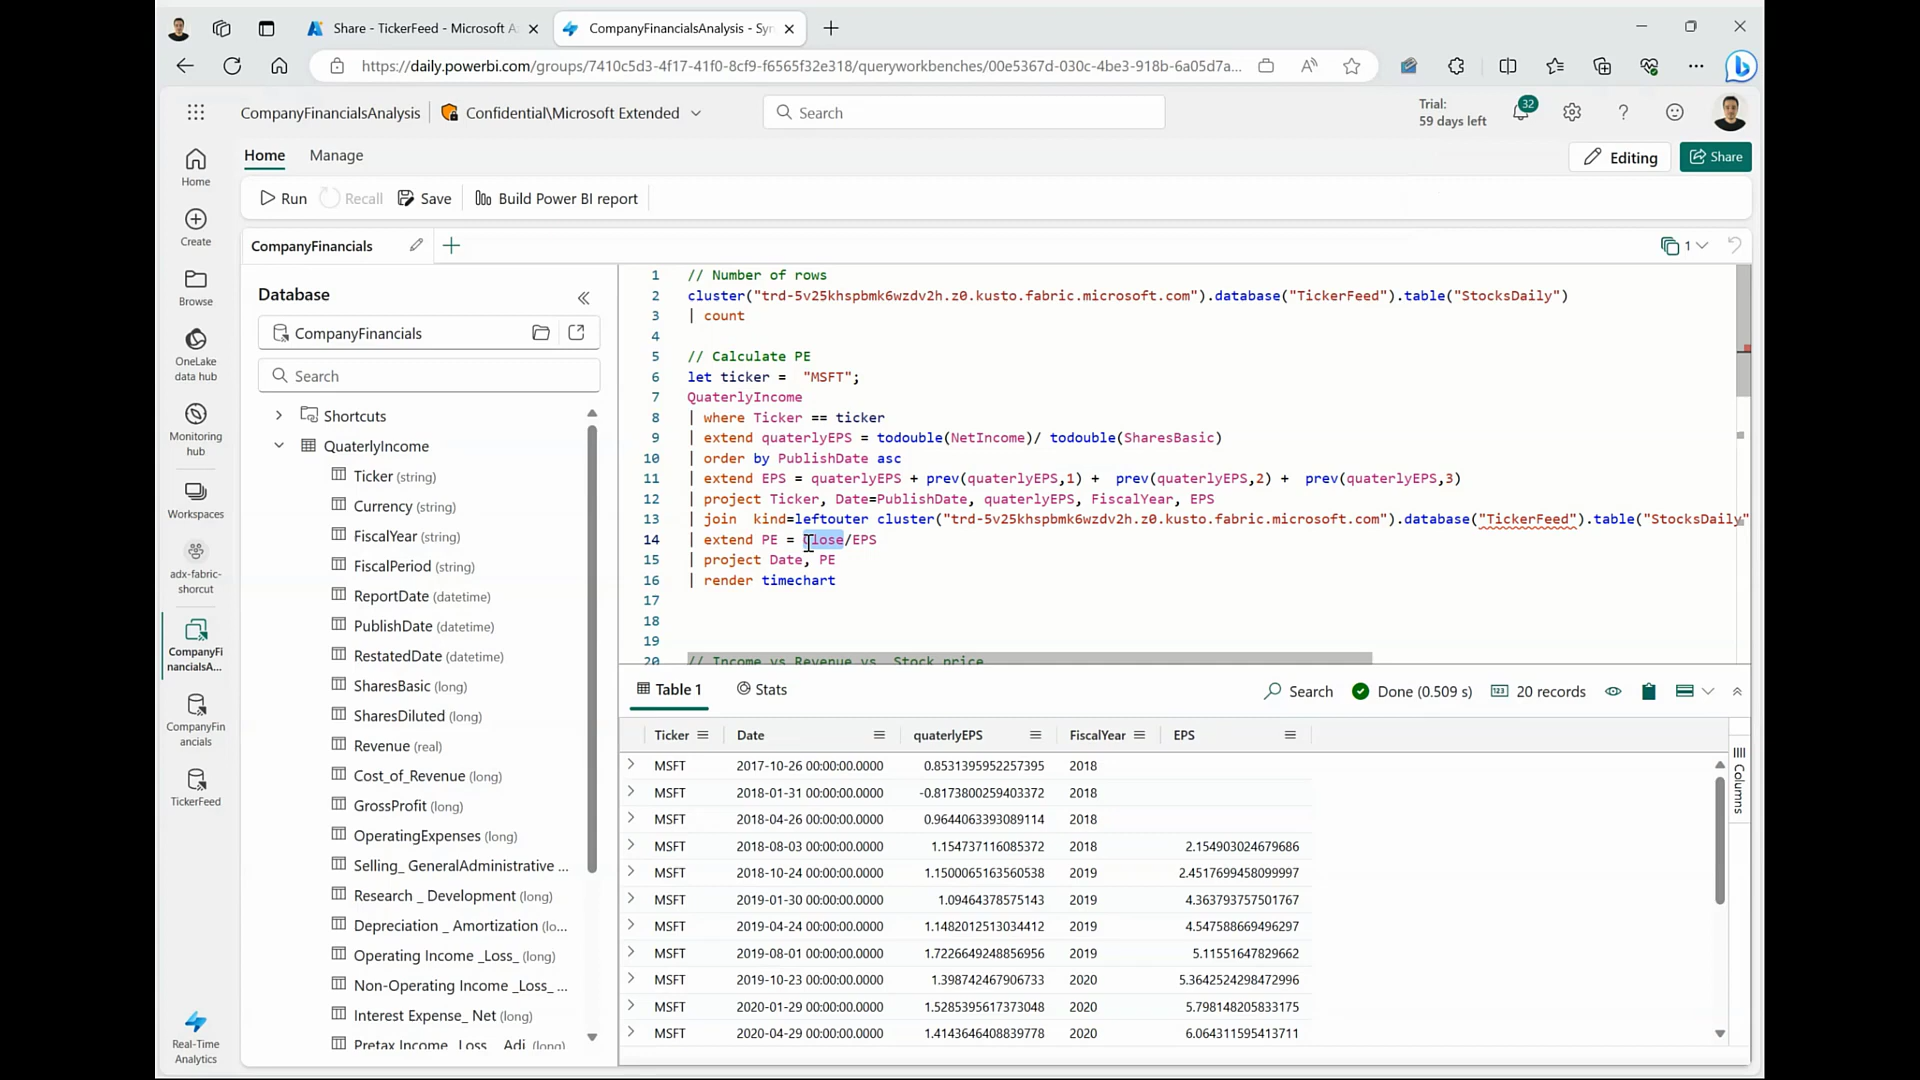 Share - TickerFeed - Microsoft A
CompanyFinancialsAnalysis - Syn
https://daily.powerbi.com/groups/7410c5d3-4f17-41f0-8cf9-f6565f32e318/queryworkbenches/00e5367d-030c-4be3-918b-6a05d7a...
CompanyFinancialsAnalysis
Confidential\Microsoft Extended
Search
Trial:
59 days left
32
Home
Manage
Editing
Share
Run
Recall
Save
Build Power BI report
Home
Create
Browse
OneLake
data hub
Monitoring
hub
Workspaces
adx-fabric-
shorcut
CompanyFi
nancialsA...
CompanyFin
ancials
TickerFeed
Real-Time
Analytics
CompanyFinancials
1
Database
CompanyFinancials
Search
Shortcuts
QuaterlyIncome
Ticker (string)
Currency (string)
FiscalYear (string)
FiscalPeriod (string)
ReportDate (datetime)
PublishDate (datetime)
RestatedDate (datetime)
SharesBasic (long)
SharesDiluted (long)
Revenue (real)
Cost_of_Revenue (long)
GrossProfit (long)
OperatingExpenses (long)
Selling_ GeneralAdministrative ...
Research _ Development (long)
Depreciation _ Amortization (lo...
Operating Income _Loss_ (long)
Non-Operating Income _Loss_ ...
Interest Expense_ Net (long)
Pretax Income _Loss_ _Adj. (long)
1 // Number of rows
2 cluster("trd-5v25khspbmk6wzdv2h.z0.kusto.fabric.microsoft.com").database("TickerFeed").table("StocksDaily")
3 | count
4
5 // Calculate PE
6 let ticker = "MSFT";
7 QuaterlyIncome
8 | where Ticker == ticker
9 | extend quaterlyEPS = todouble(NetIncome)/ todouble(SharesBasic)
10 | order by PublishDate asc
11 | extend EPS = quaterlyEPS + prev(quaterlyEPS,1) + prev(quaterlyEPS,2) + prev(quaterlyEPS,3)
12 | project Ticker, Date=PublishDate, quaterlyEPS, FiscalYear, EPS
13 | join kind=leftouter cluster("trd-5v25khspbmk6wzdv2h.z0.kusto.fabric.microsoft.com").database("TickerFeed").table("StocksDaily"
14 | extend PE = Close/EPS
15 | project Date, PE
16 | render timechart
17
18
19
20 // Income vs Revenue vs Stock price
Table 1
Stats
Search
Done (0.509 s)
20 records
Ticker Date quaterlyEPS FiscalYear EPS
MSFT 2017-10-26 00:00:00.0000 0.8531395952257395 2018
MSFT 2018-01-31 00:00:00.0000 -0.8173800259403372 2018
MSFT 2018-04-26 00:00:00.0000 0.9644063393089114 2018
MSFT 2018-08-03 00:00:00.0000 1.154737116085372 2018 2.154903024679686
MSFT 2018-10-24 00:00:00.0000 1.1500065163560538 2019 2.4517699458099997
MSFT 2019-01-30 00:00:00.0000 1.09464378575143 2019 4.363793757501767
MSFT 2019-04-24 00:00:00.0000 1.1482012513034412 2019 4.547588669496297
MSFT 2019-08-01 00:00:00.0000 1.7226649248856956 2019 5.11551647829662
MSFT 2019-10-23 00:00:00.0000 1.398742467906733 2020 5.3642524298472996
MSFT 2020-01-29 00:00:00.0000 1.5285395617373048 2020 5.798148205833175
MSFT 2020-04-29 00:00:00.0000 1.4143646408839778 2020 6.064311595413711
Columns